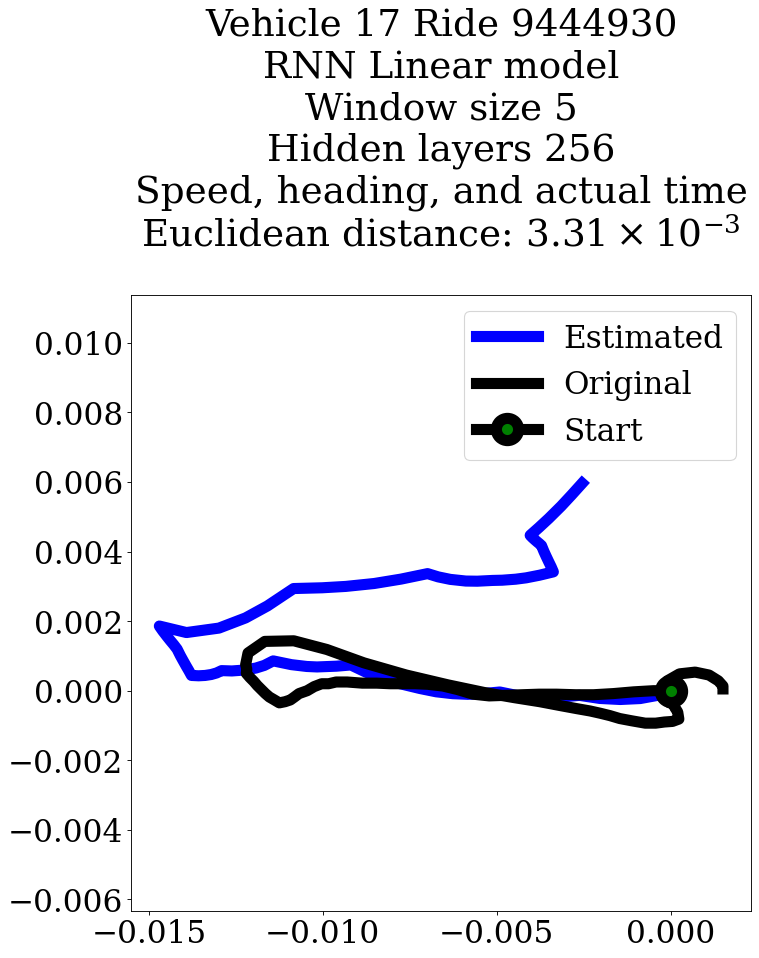 Vehicle 17 Ride 9444930
RNN Linear model
Window size 5
Hidden layers 256
Speed, heading, and actual time
Euclidean distance: 3.31 × 10⁻³
Estimated
Original
Start
0.010
0.008
0.006
0.004
0.002
0.000
−0.002
−0.004
−0.006
−0.015 −0.010 −0.005 0.000